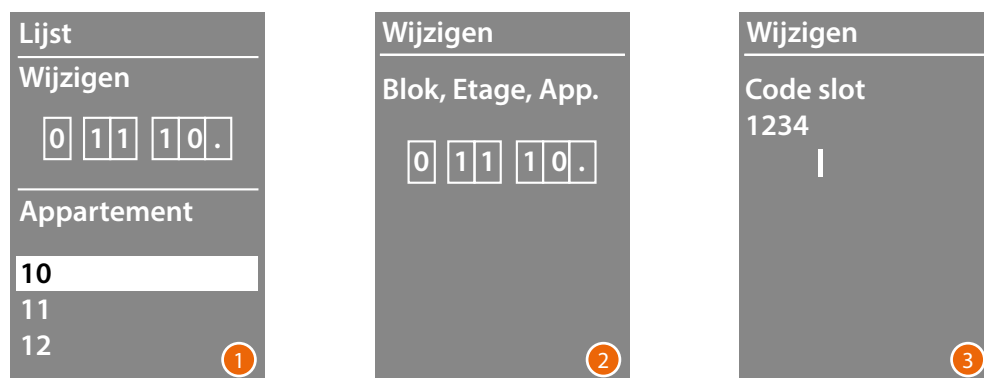 Lijst
Wijzigen
0 11 10.
Appartement
10
11
12
1
Wijzigen
Blok, Etage, App.
0 11 10.
2
Wijzigen
Code slot
1234
3